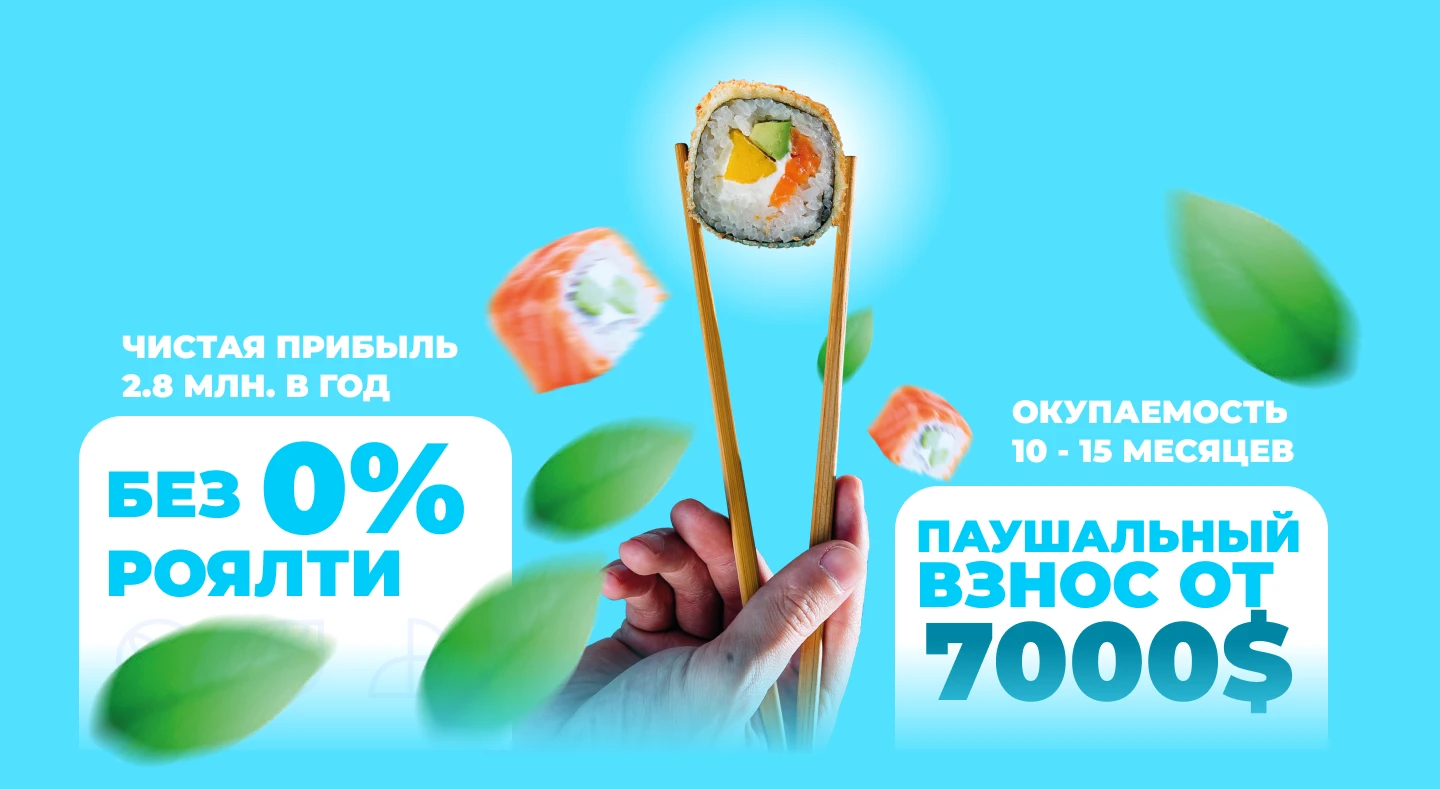 ЧИСТАЯ ПРИБЫЛЬ
2.8 МЛН. В ГОД
БЕЗ 0%
РОЯЛТИ
ОКУПАЕМОСТЬ
10 - 15 МЕСЯЦЕВ
ПАУШАЛЬНЫЙ
ВЗНОС ОТ
7000$